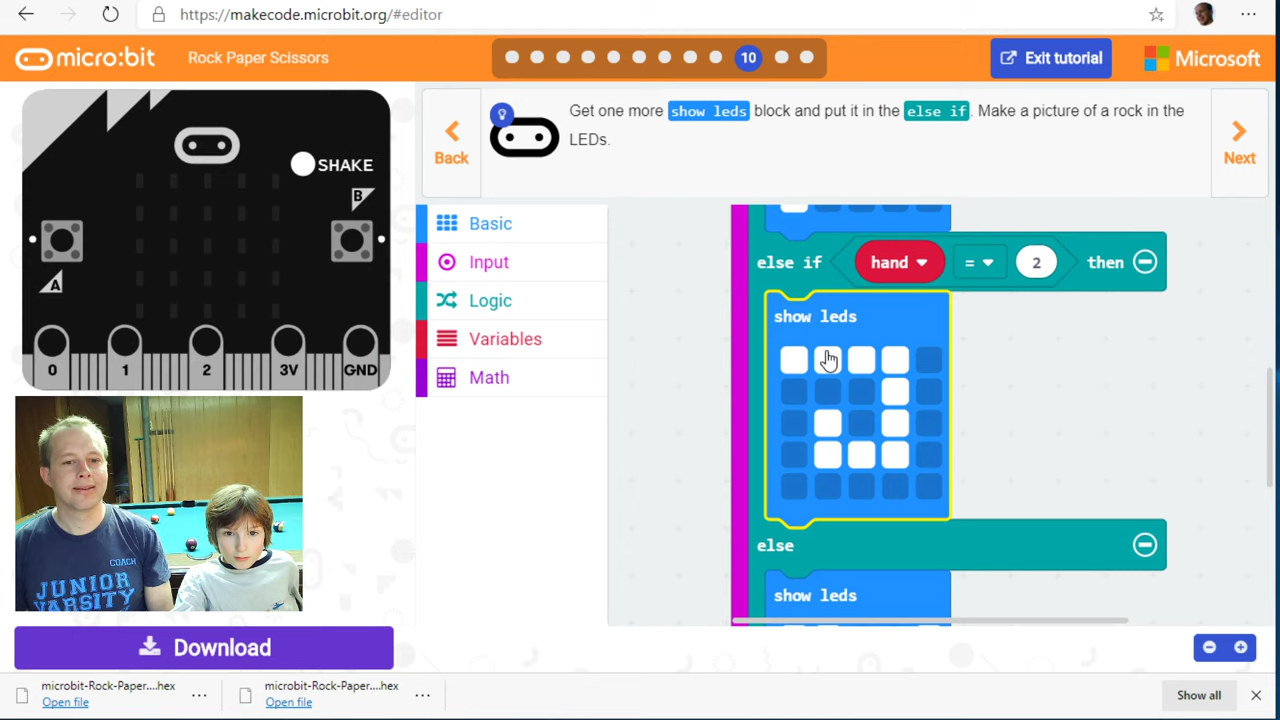 https://makecode.microbit.org/#editor
micro:bit
Rock Paper Scissors
10
Exit tutorial
Microsoft
Back
Get one more show leds block and put it in the else if. Make a picture of a rock in the
LEDs.
Next
SHAKE
B
A
0 1 2 3V GND
Basic
Input
Logic
Variables
Math
else if hand = 2 then
show leds
else
show leds
COACH
JUNIOR
VARSITY
Download
microbit-Rock-Paper....hex
Open file
microbit-Rock-Paper....hex
Open file
Show all